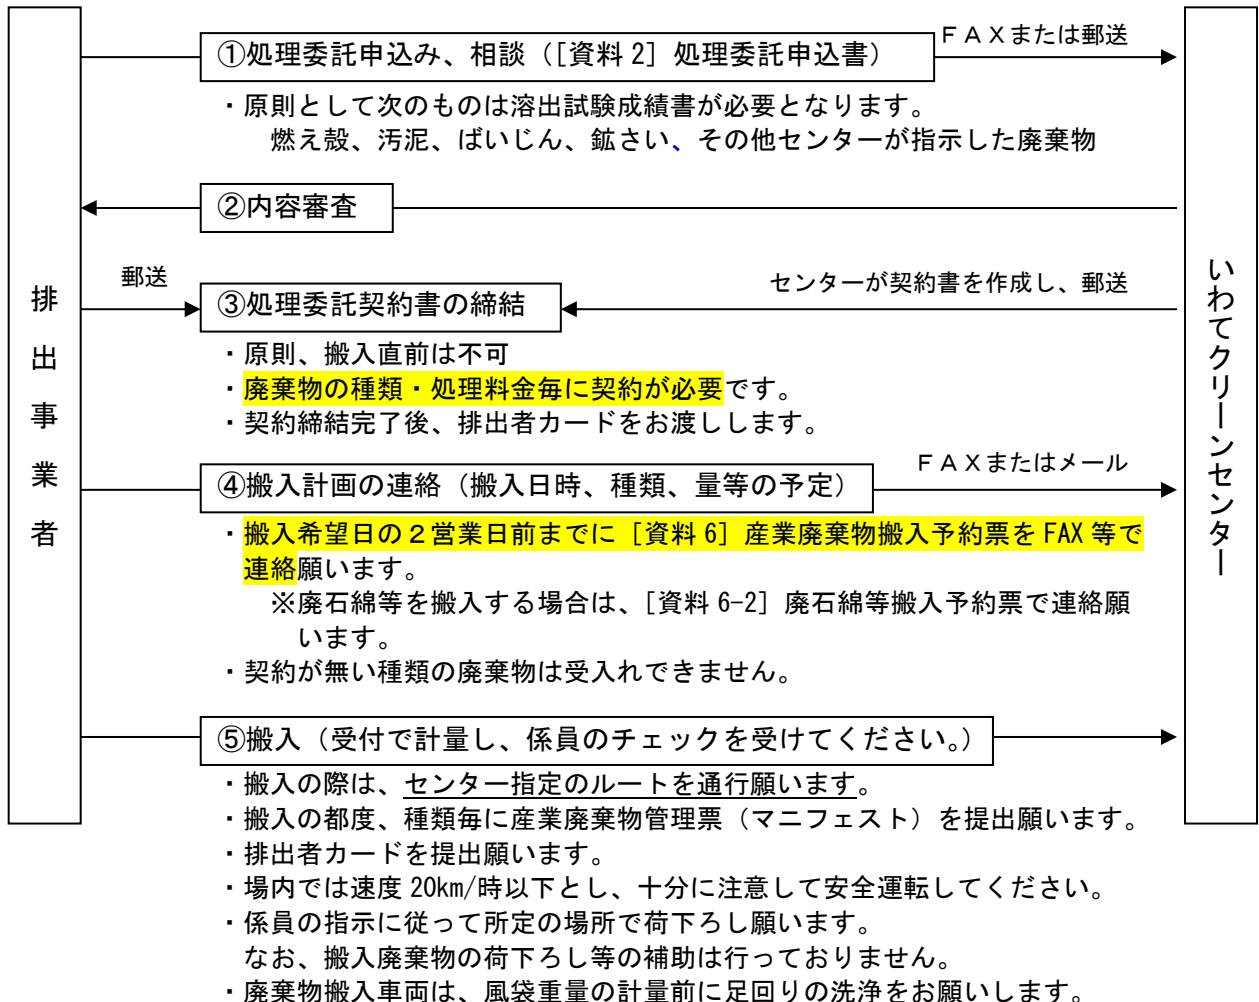 ＦＡＸまたは郵送
①処理委託申込み、相談（[資料 2］処理委託申込書）
・原則として次のものは溶出試験成績書が必要となります。
燃え殻、汚泥、ばいじん、鉱さい、その他センターが指示した廃棄物
②内容審査
郵送
センターが契約書を作成し、郵送
③処理委託契約書の締結
・原則、搬入直前は不可
・廃棄物の種類・処理料金毎に契約が必要です。
・契約締結完了後、排出者カードをお渡しします。
ＦＡＸまたはメール
④搬入計画の連絡（搬入日時、種類、量等の予定）
・搬入希望日の２営業日前までに［資料 6］産業廃棄物搬入予約票を FAX 等で
連絡願います。
※廃石綿等を搬入する場合は、[資料 6-2］廃石綿等搬入予約票で連絡願
います。
・契約が無い種類の廃棄物は受入れできません。
⑤搬入（受付で計量し、係員のチェックを受けてください。）
・搬入の際は、センター指定のルートを通行願います。
・搬入の都度、種類毎に産業廃棄物管理票（マニフェスト）を提出願います。
・排出者カードを提出願います。
・場内では速度 20km/時以下とし、十分に注意して安全運転してください。
・係員の指示に従って所定の場所で荷下ろし願います。
なお、搬入廃棄物の荷下ろし等の補助は行っておりません。
・廃棄物搬入車両は、風袋重量の計量前に足回りの洗浄をお願いします。
排出事業者
いわてクリーンセンター